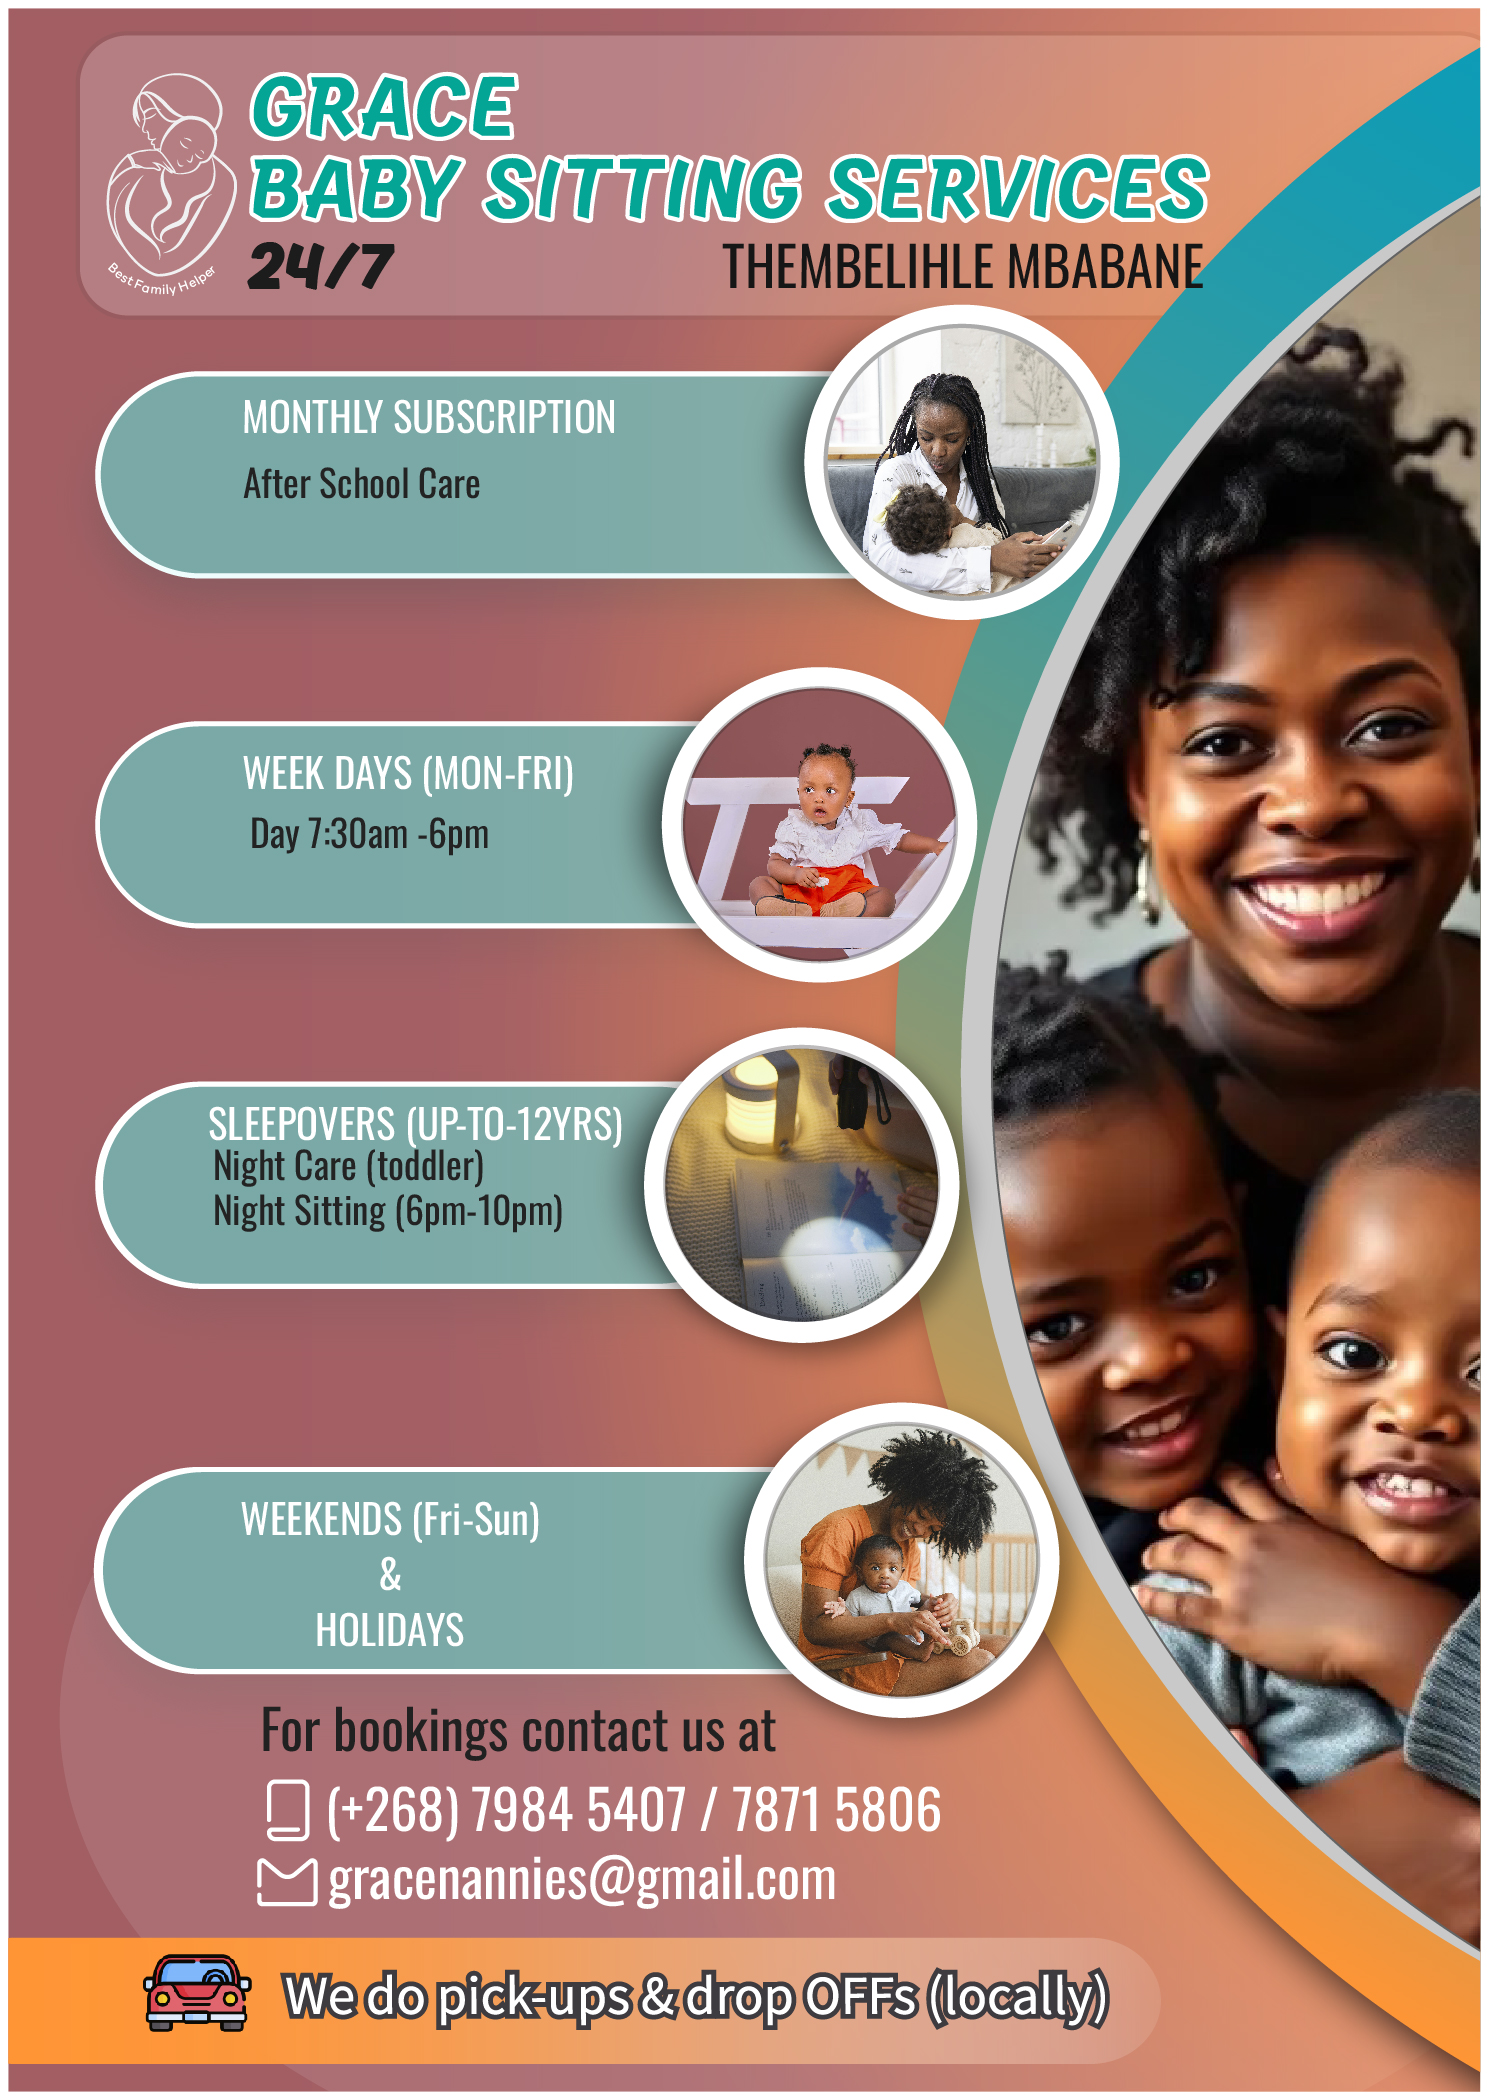 GRACE
BABY SITTING SERVICES
24/7 THEMBELIHLE MBABANE
Best Family Helper
MONTHLY SUBSCRIPTION
After School Care
WEEK DAYS (MON-FRI)
Day 7:30am -6pm
SLEEPOVERS (UP-TO-12YRS)
Night Care (toddler)
Night Sitting (6pm-10pm)
WEEKENDS (Fri-Sun)
&
HOLIDAYS
For bookings contact us at
(+268) 7984 5407 / 7871 5806
gracenannies@gmail.com
We do pick-ups & drop OFFs (locally)